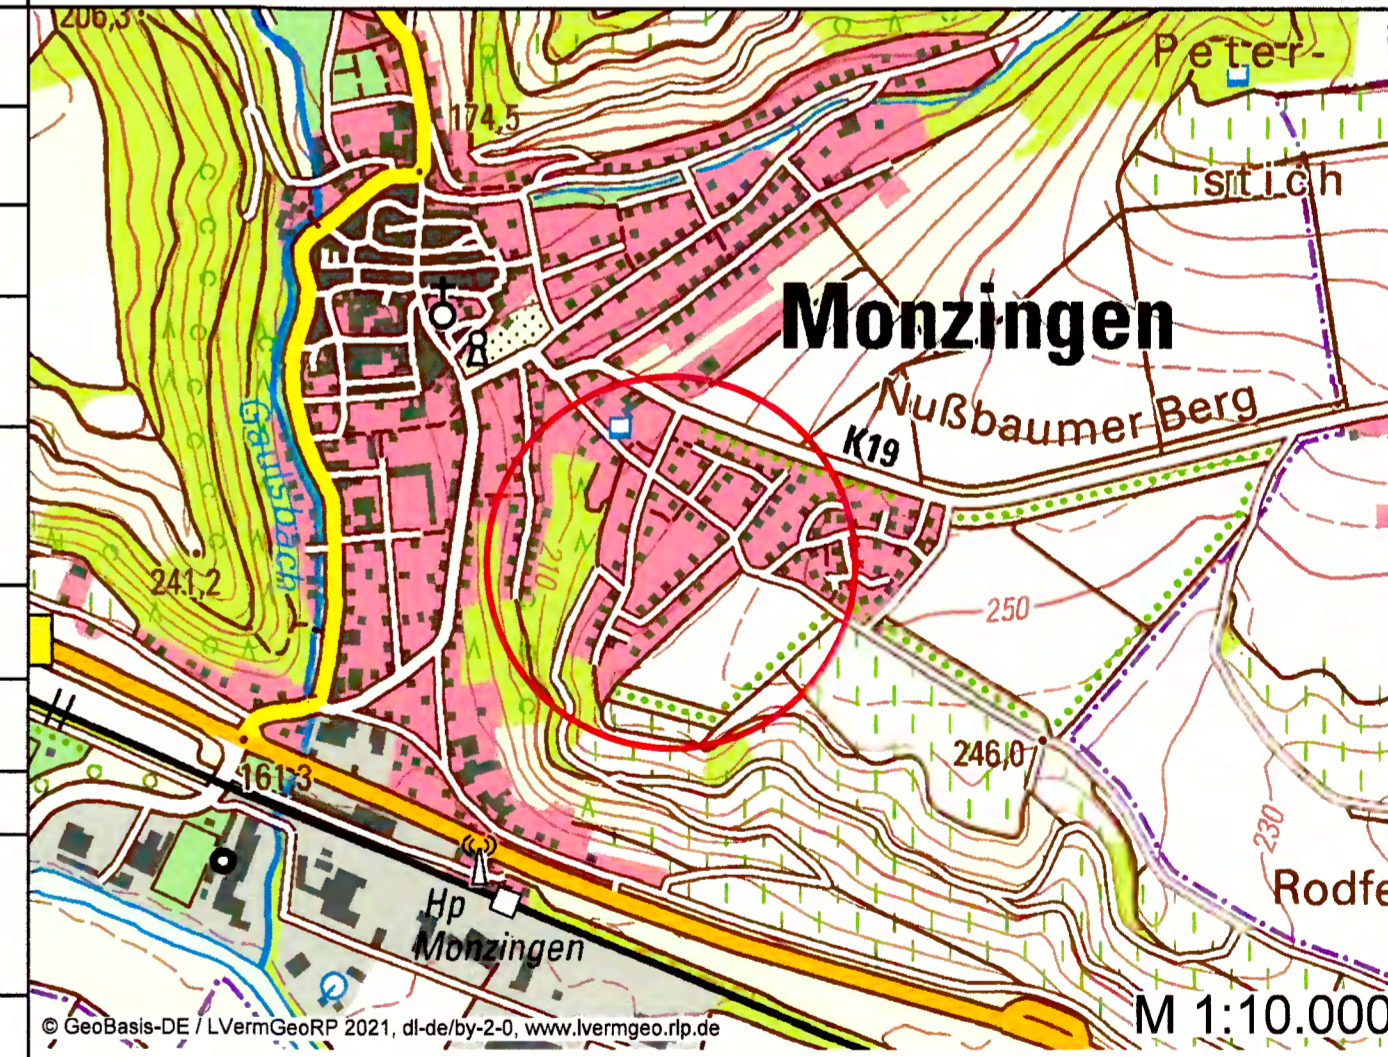 206,3
Peter-
174,5
stich
Monzingen
Nußbaumer Berg
K19
Gaulsbach
210
241,2
250
246,0
161,3
230
Rodfe
Hp
Monzingen
M 1:10.000
© GeoBasis-DE / LVermGeoRP 2021, dl-de/by-2-0, www.lvermgeo.rlp.de